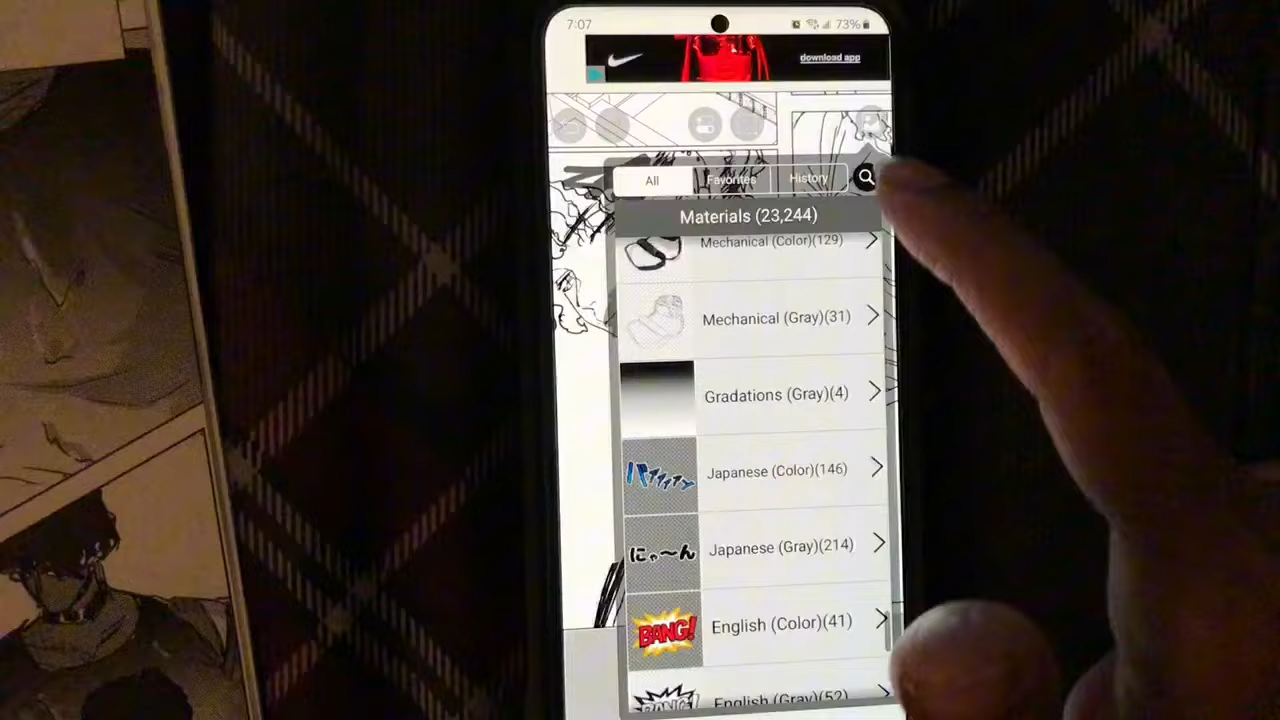 7:07
73%
download app
All
Favorites
History
Materials (23,244)
Mechanical (Color)(129)
Mechanical (Gray)(31)
Gradations (Gray)(4)
Japanese (Color)(146)
にゃ～ん
Japanese (Gray)(214)
BANG!
English (Color)(41)
BANG!
English (Gray)(52)